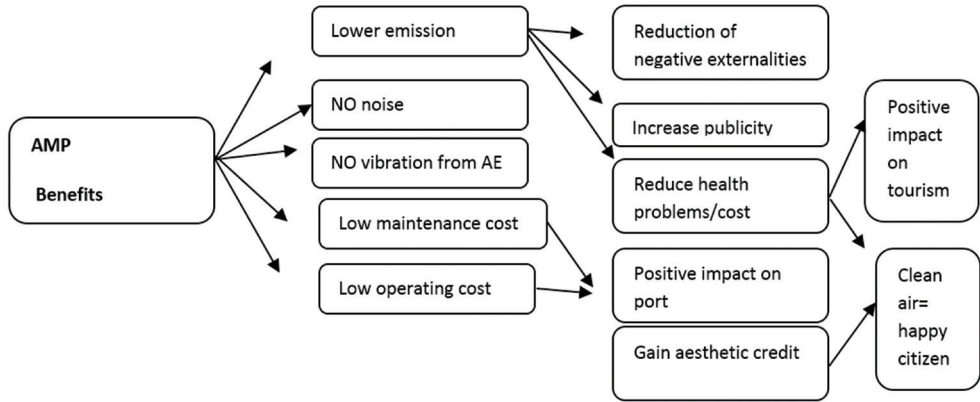 AMP
Benefits
Lower emission
NO noise
NO vibration from AE
Low maintenance cost
Low operating cost
Reduction of
negative externalities
Increase publicity
Reduce health
problems/cost
Positive impact on
port
Gain aesthetic credit
Positive
impact
on
tourism
Clean
air=
happy
citizen